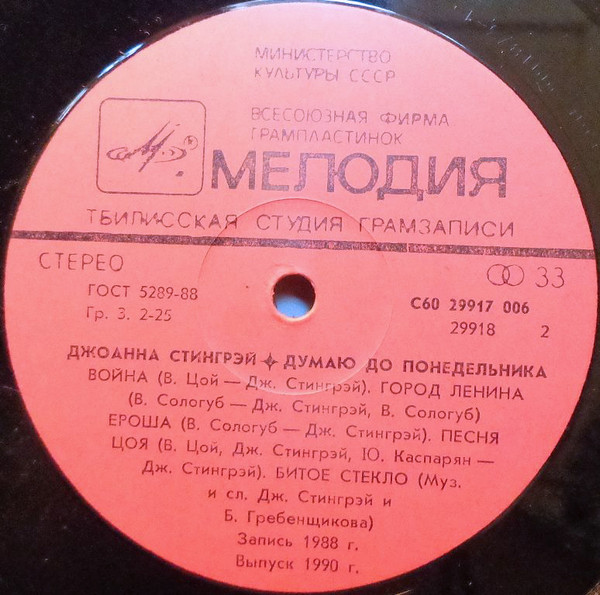 МИНИСТЕРСТВО
КУЛЬТУРЫ СССР
ВСЕСОЮЗНАЯ ФИРМА
ГРАМПЛАСТИНОК
МЕЛОДИЯ
ТБИЛИССКАЯ СТУДИЯ ГРАМЗАПИСИ
СТЕРЕО
33
ГОСТ 5289-88
С60 29917 006
Гр. 3. 2-25
29918 2
ДЖОАННА СТИНГРЭЙ ✦ ДУМАЮ ДО ПОНЕДЕЛЬНИКА
ВОЙНА (В. Цой — Дж. Стингрэй). ГОРОД ЛЕНИНА
(В. Сологуб — Дж. Стингрэй, В. Сологуб)
ЕРОША (В. Сологуб — Дж. Стингрэй). ПЕСНЯ
ЦОЯ (В. Цой, Дж. Стингрэй, Ю. Каспарян —
Дж. Стингрэй). БИТОЕ СТЕКЛО (Муз.
и сл. Дж. Стингрэй и
Б. Гребенщикова)
Запись 1988 г.
Выпуск 1990 г.